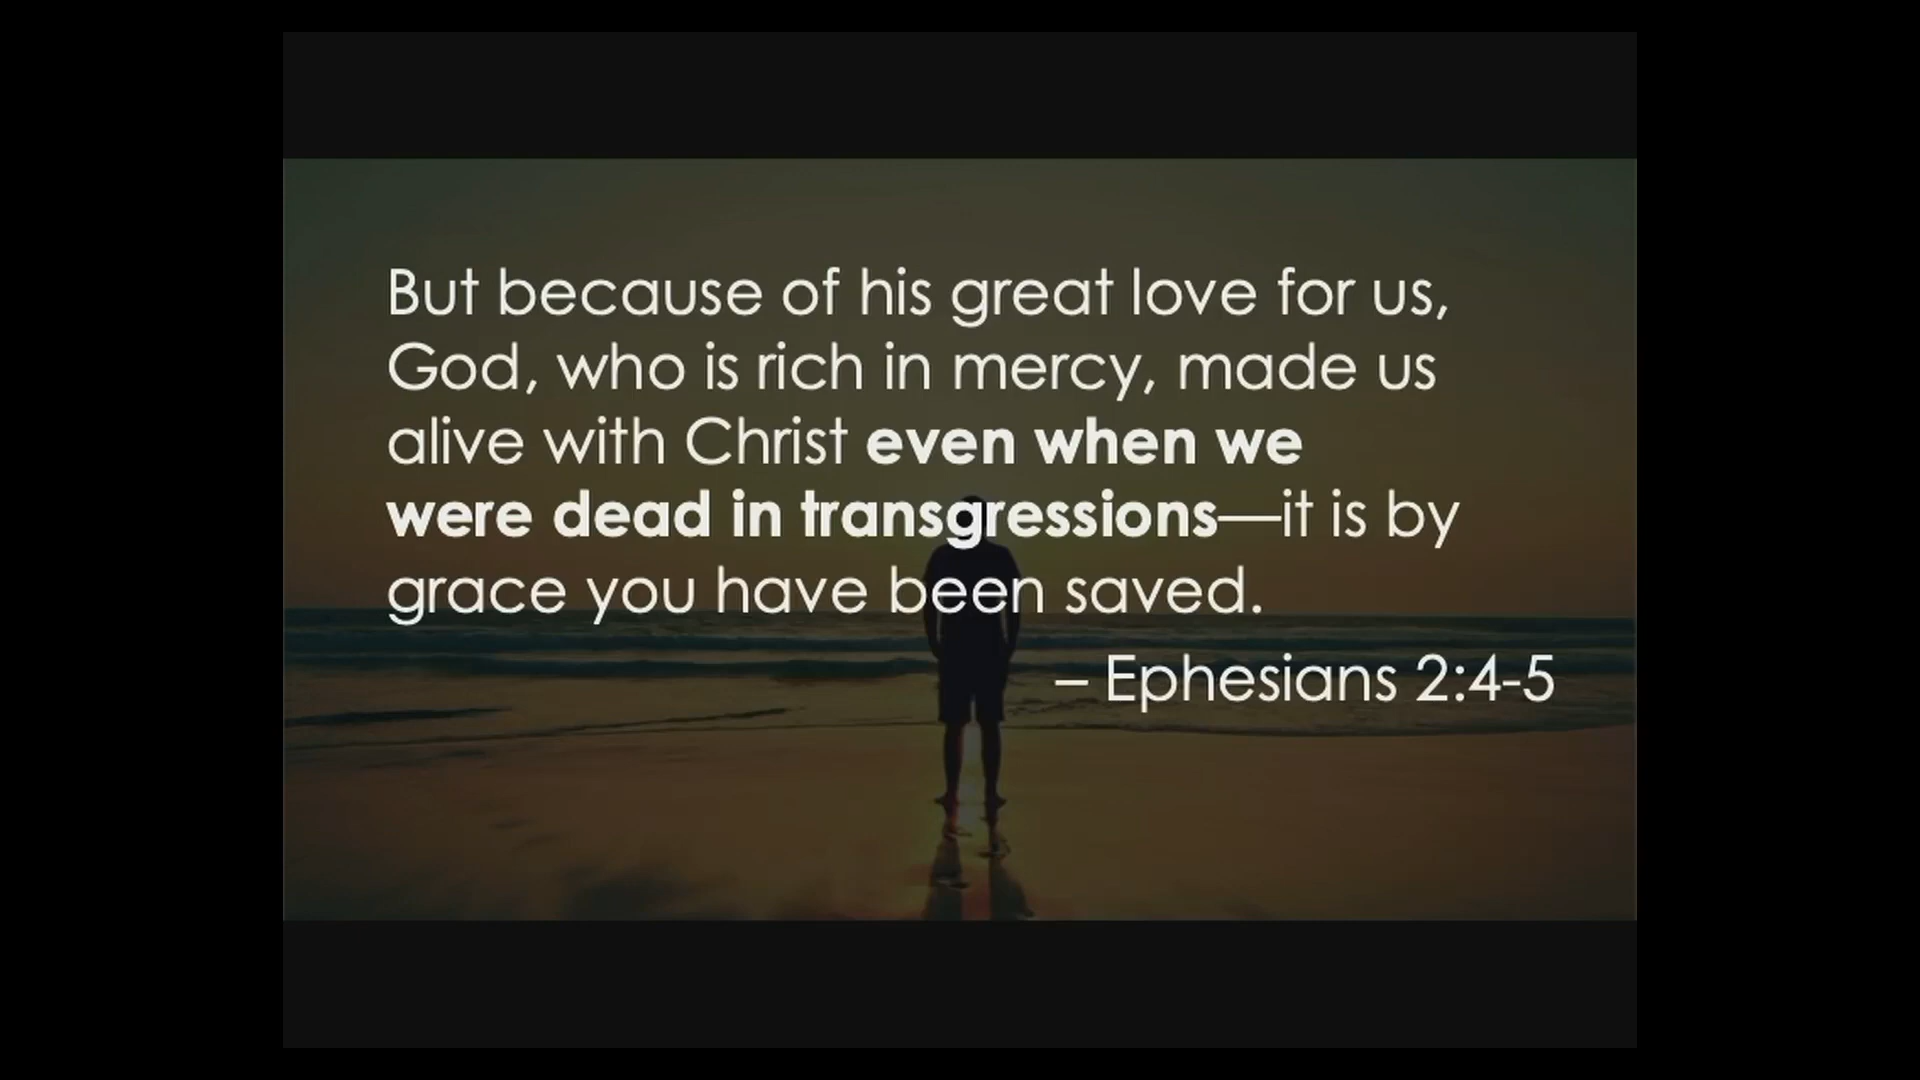 But because of his great love for us,
God, who is rich in mercy, made us
alive with Christ even when we
were dead in transgressions—it is by
grace you have been saved.
– Ephesians 2:4-5